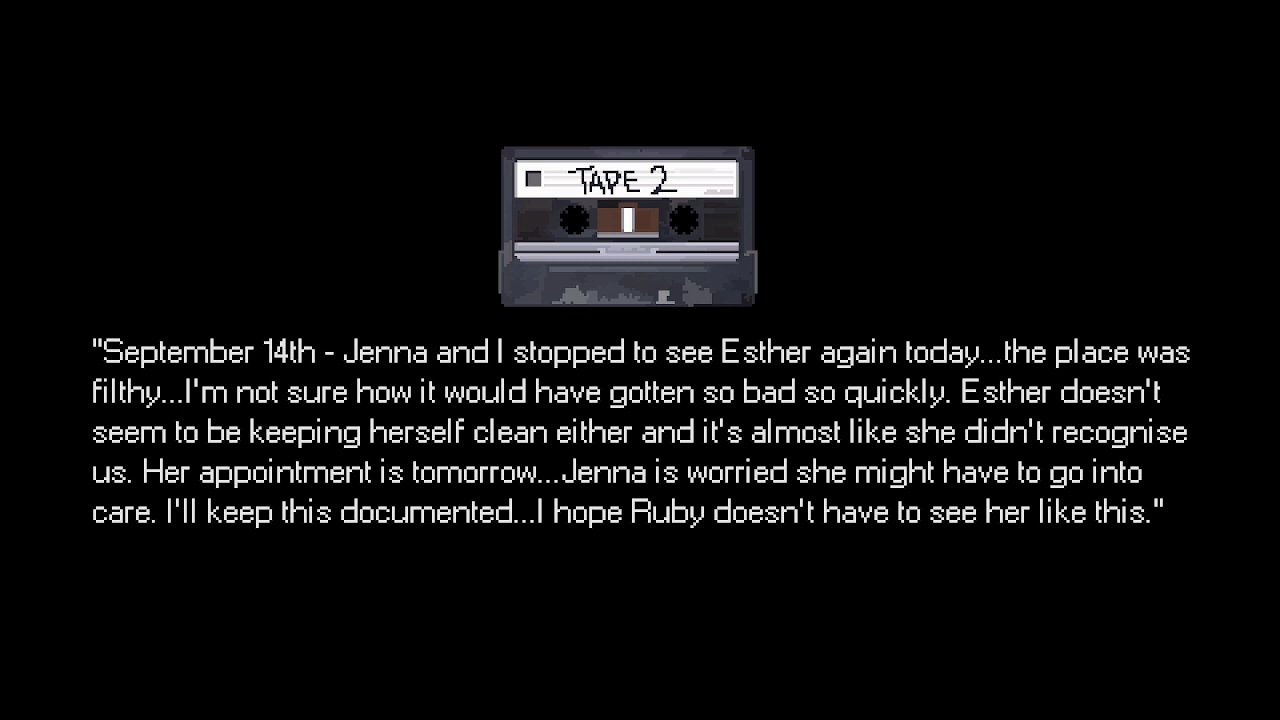 TAPE 2
"September 14th - Jenna and I stopped to see Esther again today...the place was
filthy...I'm not sure how it would have gotten so bad so quickly. Esther doesn't
seem to be keeping herself clean either and it's almost like she didn't recognise
us. Her appointment is tomorrow...Jenna is worried she might have to go into
care. I'll keep this documented...I hope Ruby doesn't have to see her like this."